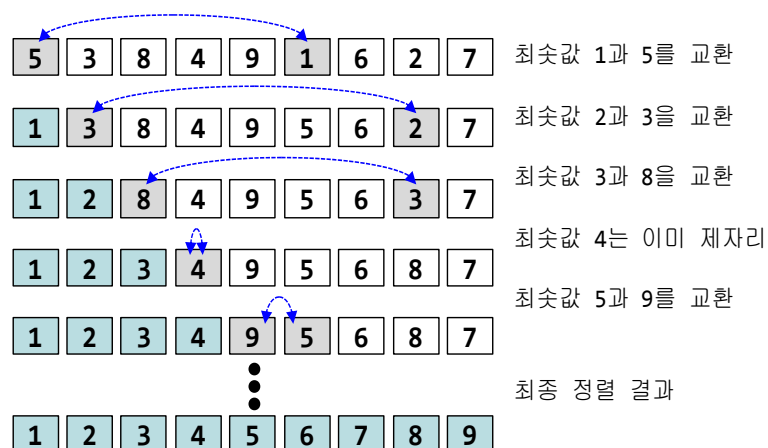 5 3 8 4 9 1 6 2 7 최솟값 1과 5를 교환
1 3 8 4 9 5 6 2 7 최솟값 2과 3을 교환
1 2 8 4 9 5 6 3 7 최솟값 3과 8을 교환
1 2 3 4 9 5 6 8 7 최솟값 4는 이미 제자리
1 2 3 4 9 5 6 8 7 최솟값 5과 9를 교환
최종 정렬 결과
1 2 3 4 5 6 7 8 9